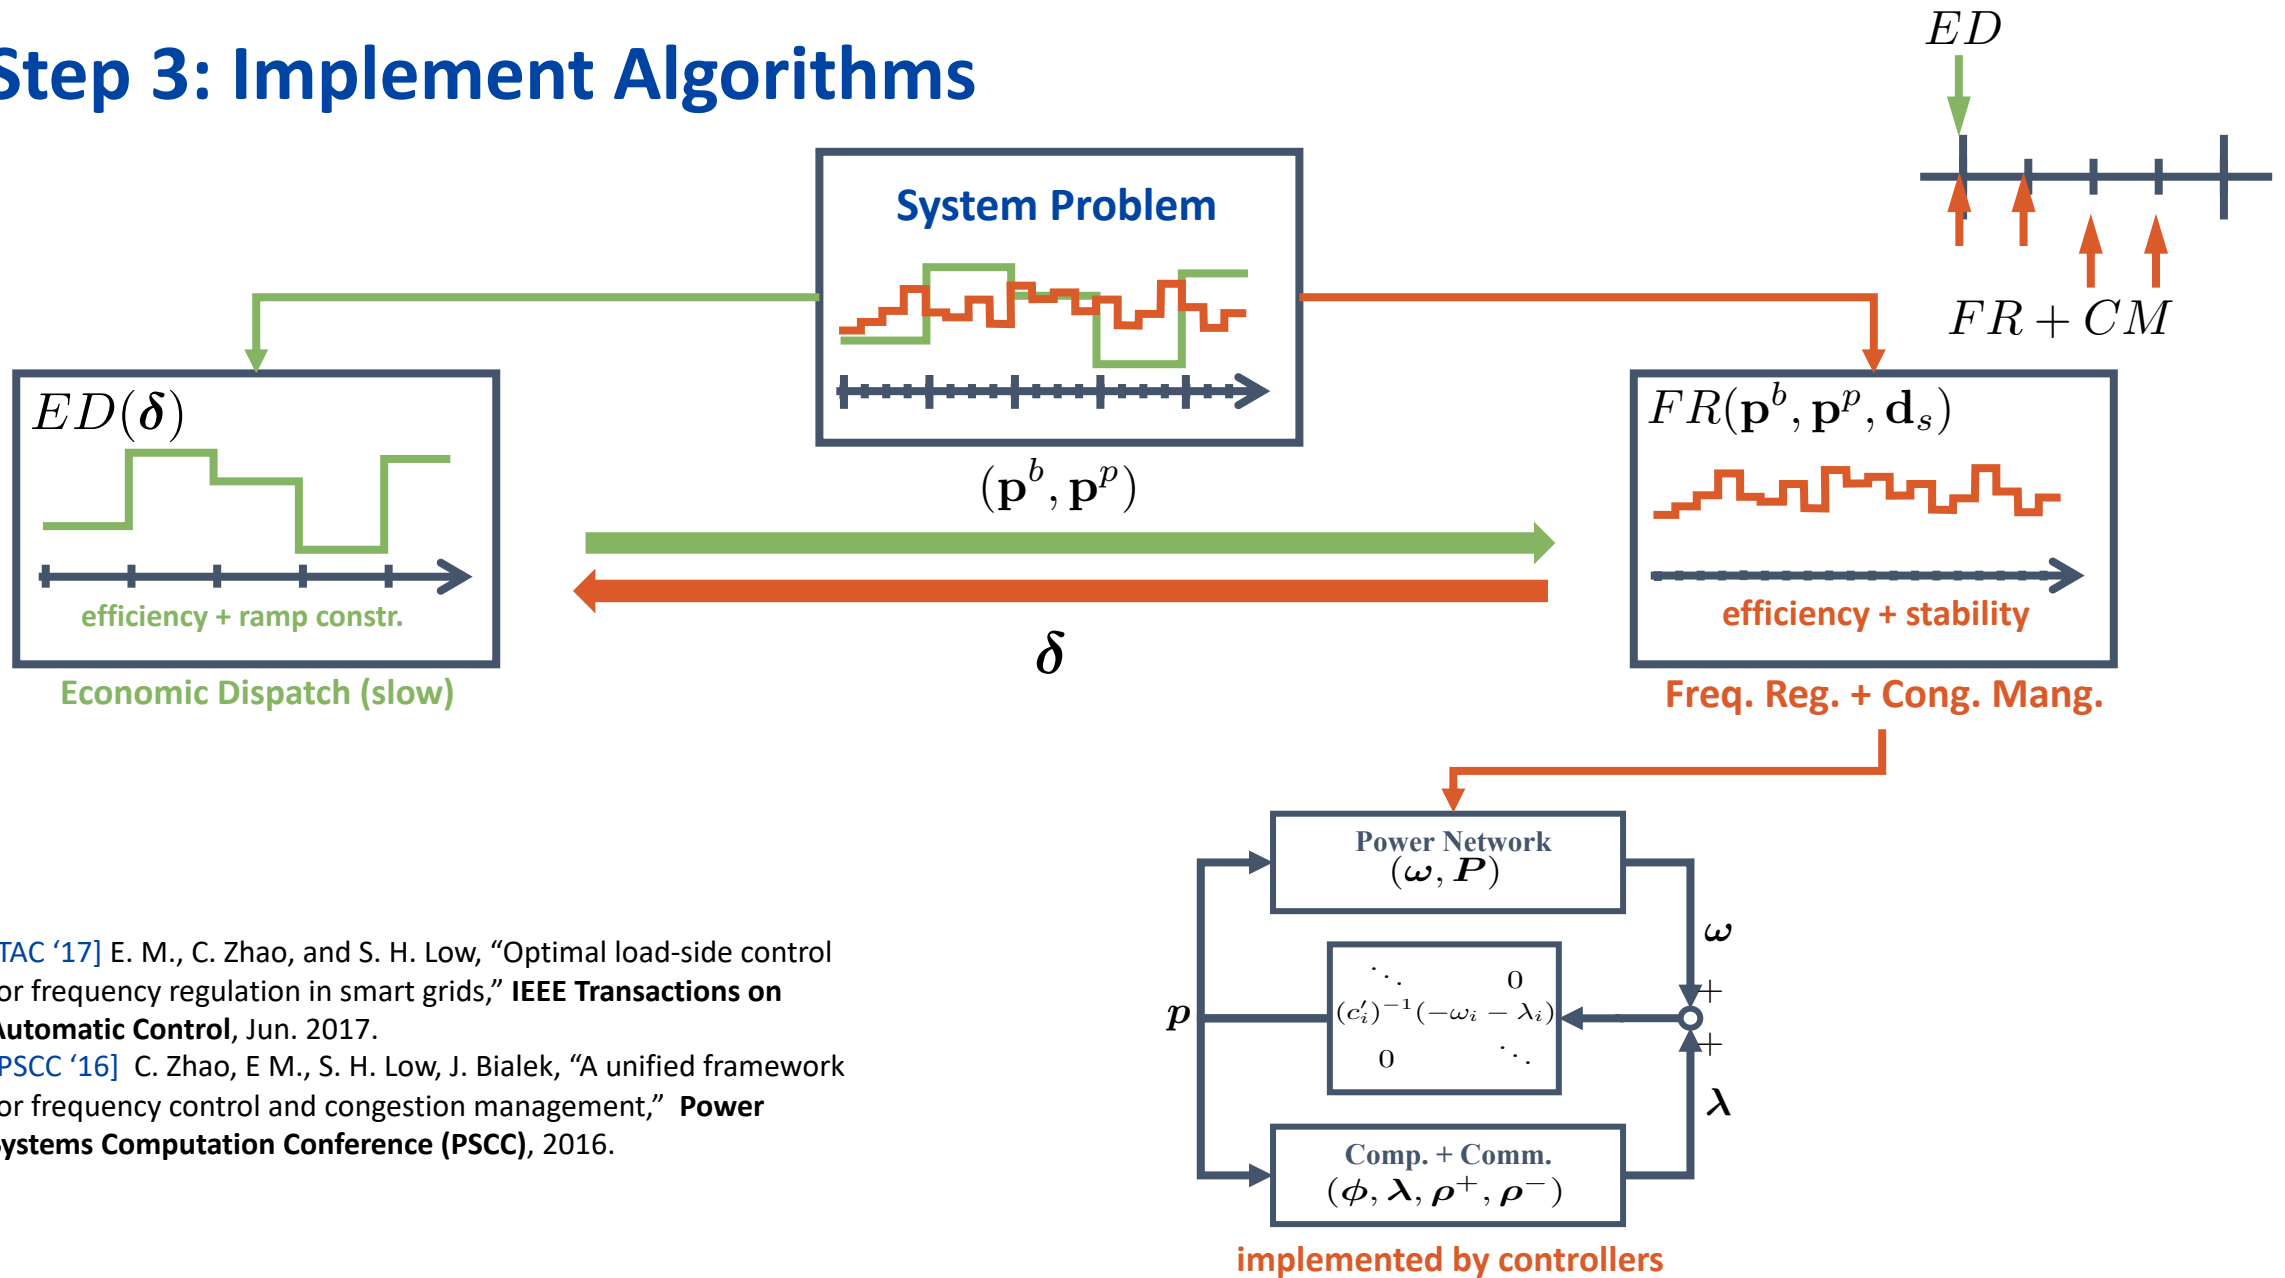 ED
Step 3: Implement Algorithms
System Problem
FR + CM
ED(δ)
FR(p^b, p^p, d_s)
(p^b, p^p)
efficiency + ramp constr.
efficiency + stability
δ
Economic Dispatch (slow)
Freq. Reg. + Cong. Mang.
Power Network
(ω, P)
ω
+
⋱ 0
p
(c′_i)^{-1}(−ω_i − λ_i)
+
0 ⋱
λ
Comp. + Comm.
(ϕ, λ, ρ^+, ρ^−)
implemented by controllers
TAC ‘17] E. M., C. Zhao, and S. H. Low, “Optimal load-side control
or frequency regulation in smart grids,” IEEE Transactions on
Automatic Control, Jun. 2017.
PSCC ‘16] C. Zhao, E M., S. H. Low, J. Bialek, “A unified framework
or frequency control and congestion management,” Power
Systems Computation Conference (PSCC), 2016.